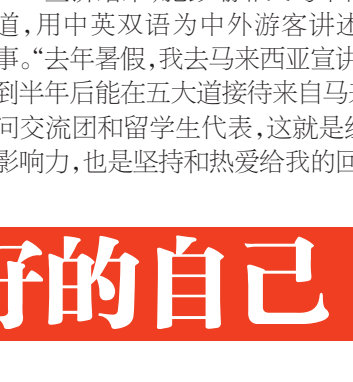 道，用中英双语为中外游客讲述
事。“去年暑假，我去马来西亚宣讲
到半年后能在五大道接待来自马
问交流团和留学生代表，这就是
影响力，也是坚持和热爱给我的回
好的自己